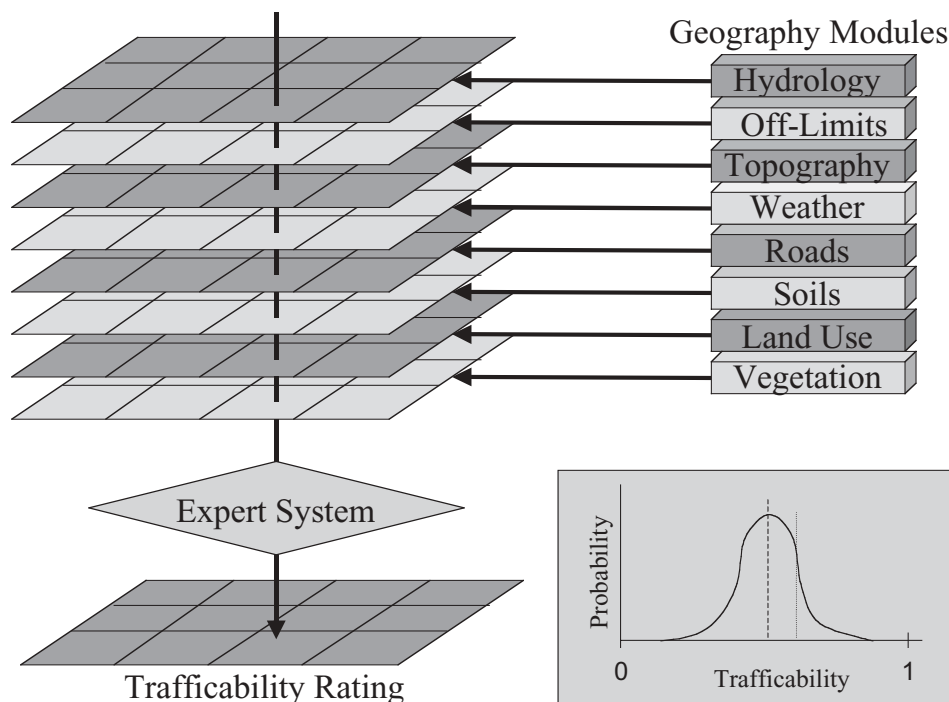 Geography Modules
Hydrology
Off-Limits
Topography
Weather
Roads
Soils
Land Use
Vegetation
Expert System
Trafficability Rating
Probability
0
1
Trafficability